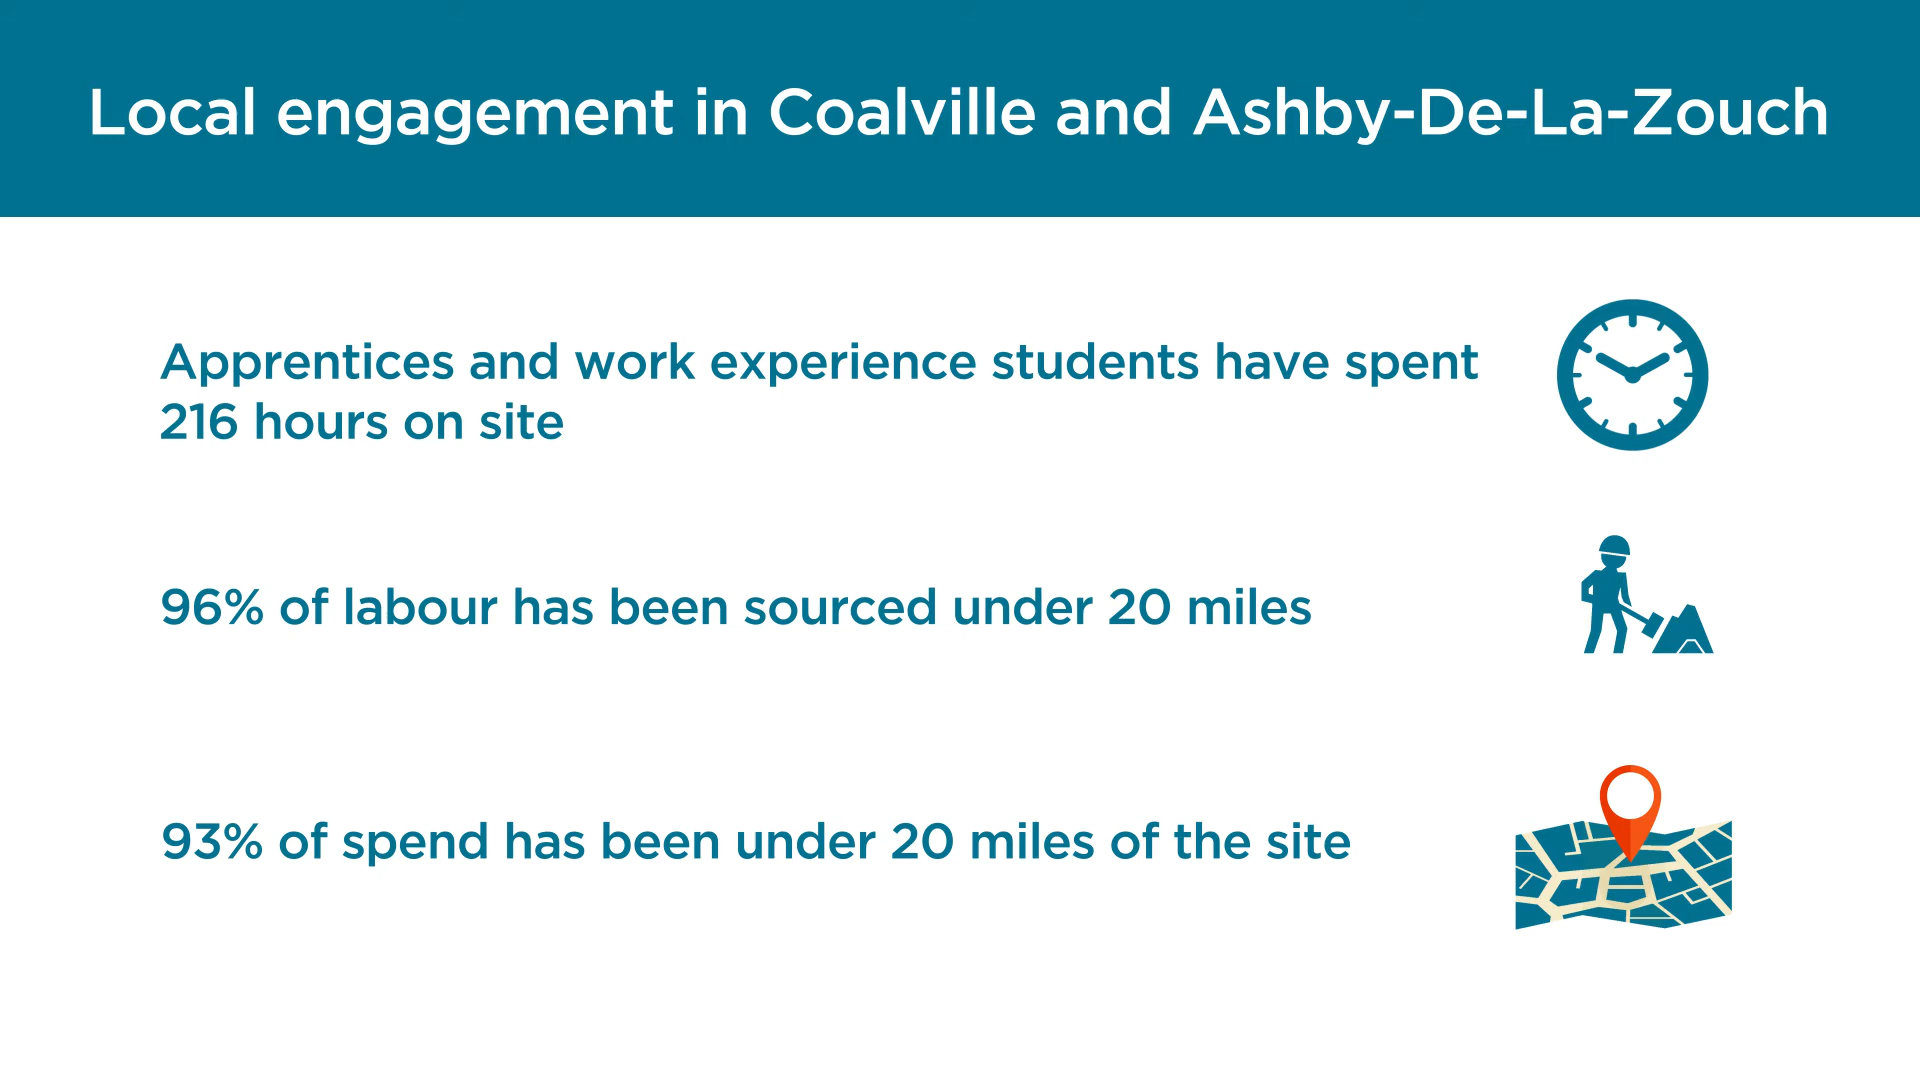 Local engagement in Coalville and Ashby-De-La-Zouch
Apprentices and work experience students have spent
216 hours on site
96% of labour has been sourced under 20 miles
93% of spend has been under 20 miles of the site